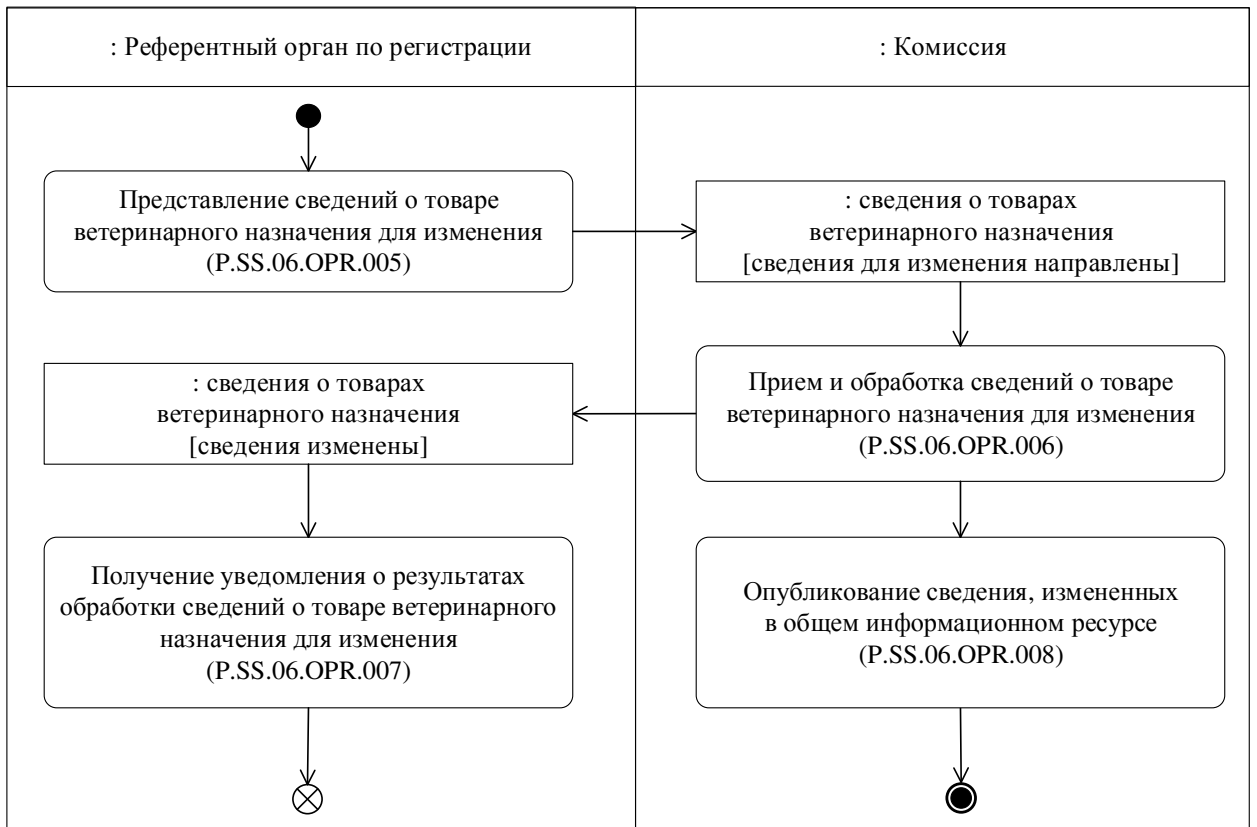 : Референтный орган по регистрации
: Комиссия
Представление сведений о товаре
ветеринарного назначения для изменения
(P.SS.06.OPR.005)
: сведения о товарах
ветеринарного назначения
[сведения для изменения направлены]
: сведения о товарах
ветеринарного назначения
[сведения изменены]
Прием и обработка сведений о товаре
ветеринарного назначения для изменения
(P.SS.06.OPR.006)
Получение уведомления о результатах
обработки сведений о товаре ветеринарного
назначения для изменения
(P.SS.06.OPR.007)
Опубликование сведения, измененных
в общем информационном ресурсе
(P.SS.06.OPR.008)